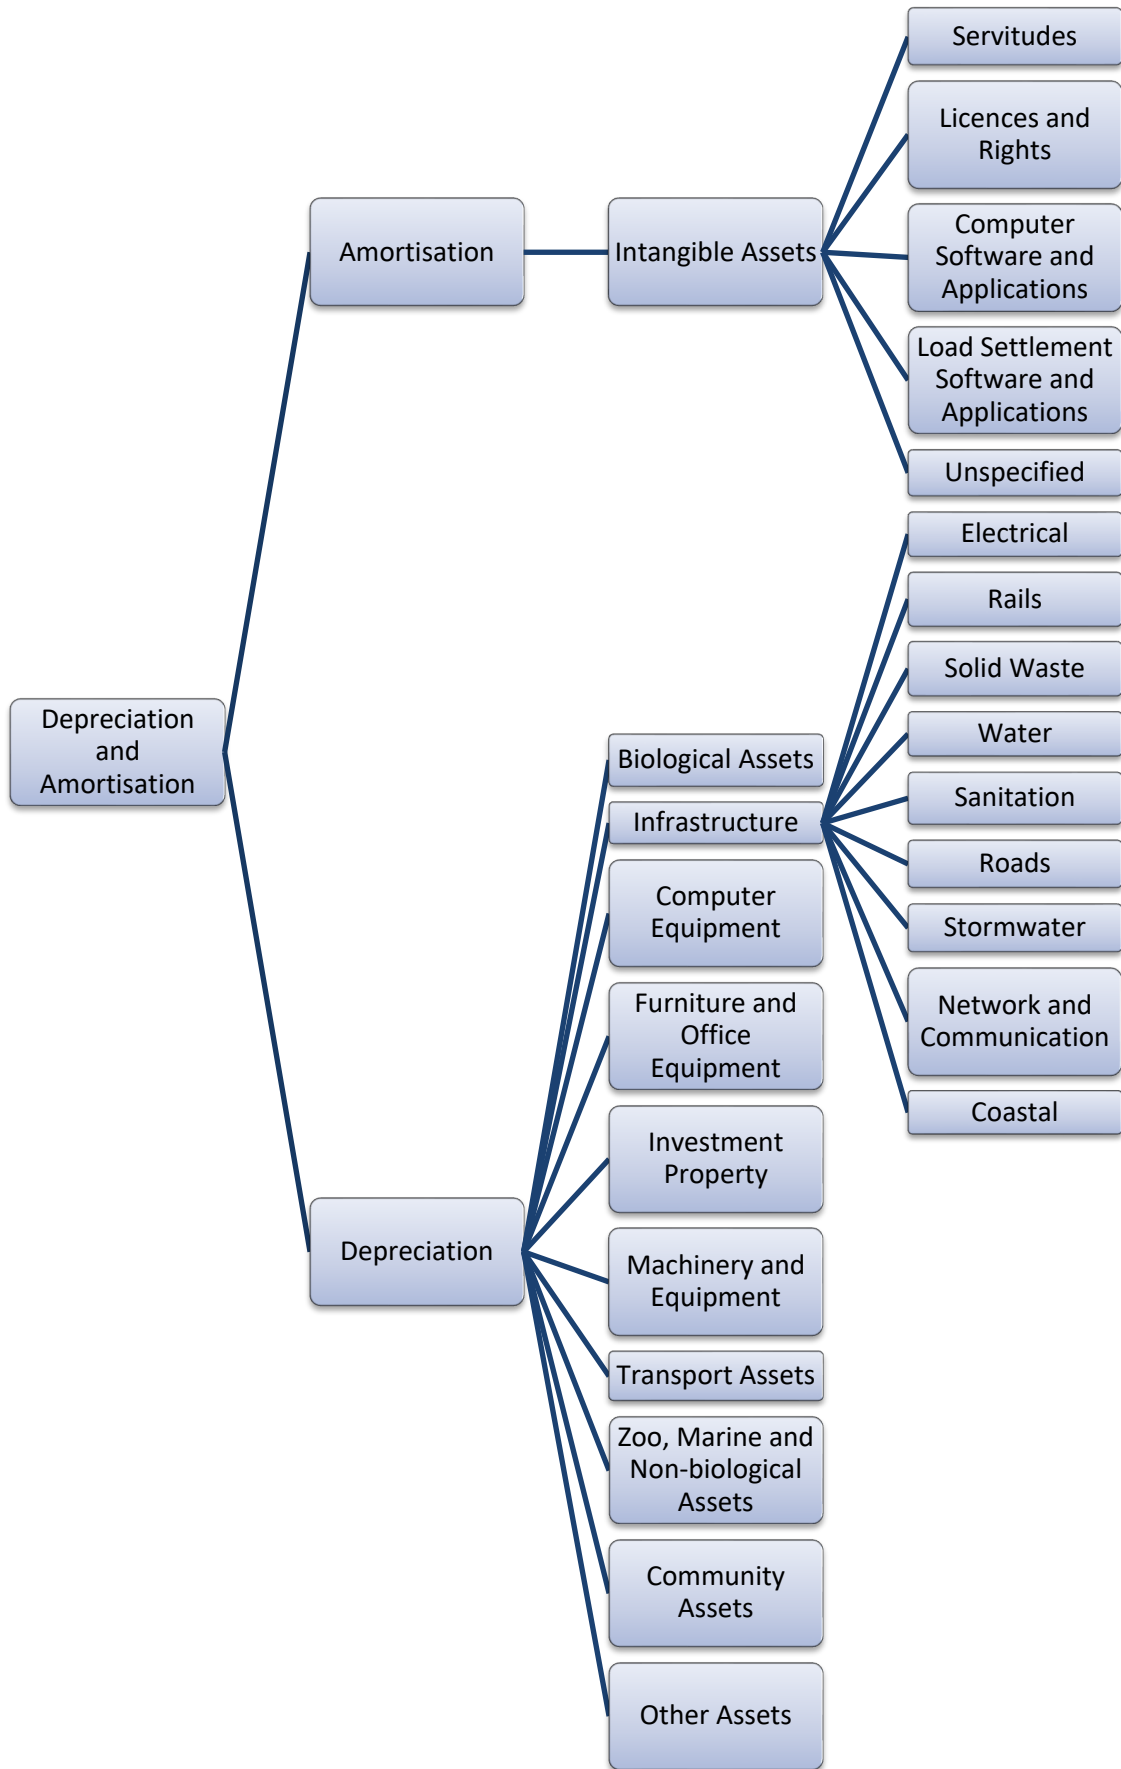 Depreciation
and
Amortisation
Amortisation
Intangible Assets
Servitudes
Licences and
Rights
Computer
Software and
Applications
Load Settlement
Software and
Applications
Unspecified
Depreciation
Biological Assets
Infrastructure
Electrical
Rails
Solid Waste
Water
Sanitation
Roads
Stormwater
Network and
Communication
Coastal
Computer
Equipment
Furniture and
Office
Equipment
Investment
Property
Machinery and
Equipment
Transport Assets
Zoo, Marine and
Non-biological
Assets
Community
Assets
Other Assets